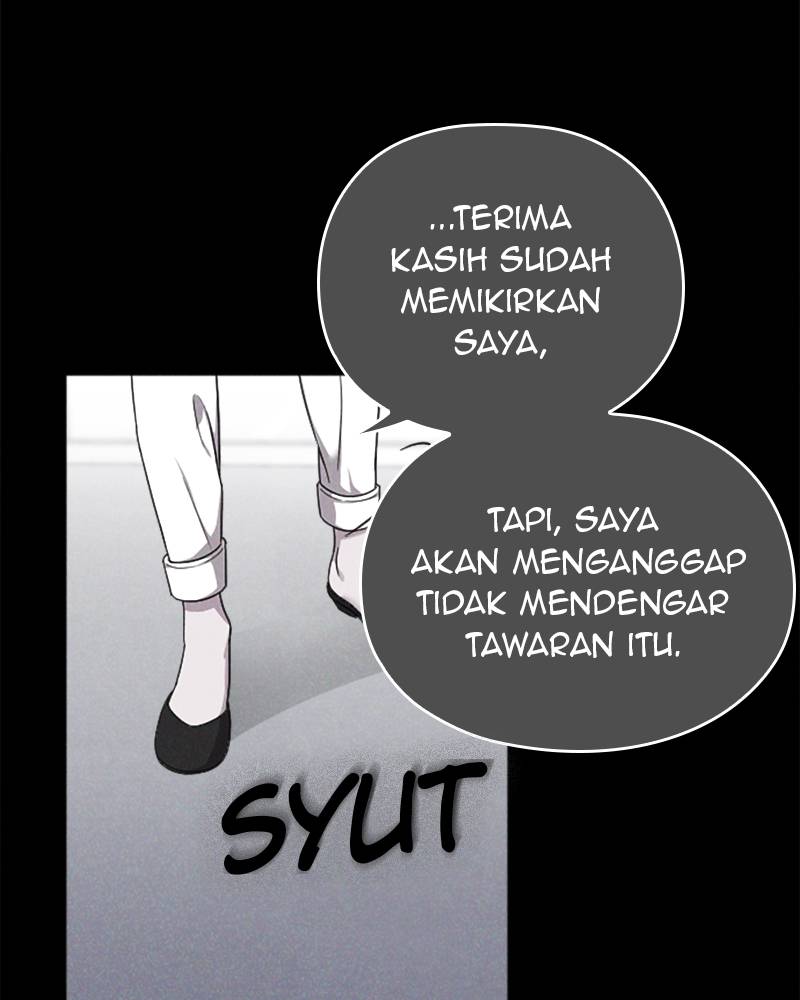 ...TERIMA
KASIH SUDAH
MEMIKIRKAN
SAYA,
TAPI, SAYA
AKAN MENGANGGAP
TIDAK MENDENGAR
TAWARAN ITU.
SYUT